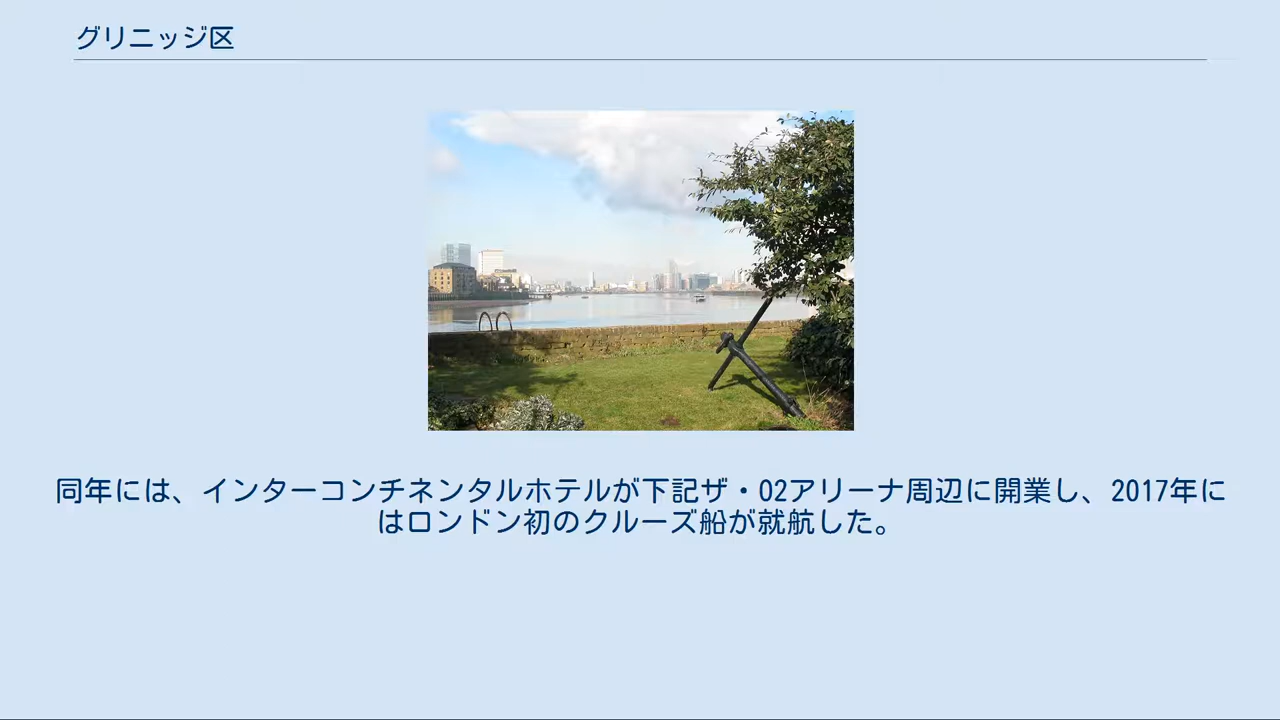 グリニッジ区
同年には、インターコンチネンタルホテルが下記ザ・O2アリーナ周辺に開業し、2017年に
はロンドン初のクルーズ船が就航した。